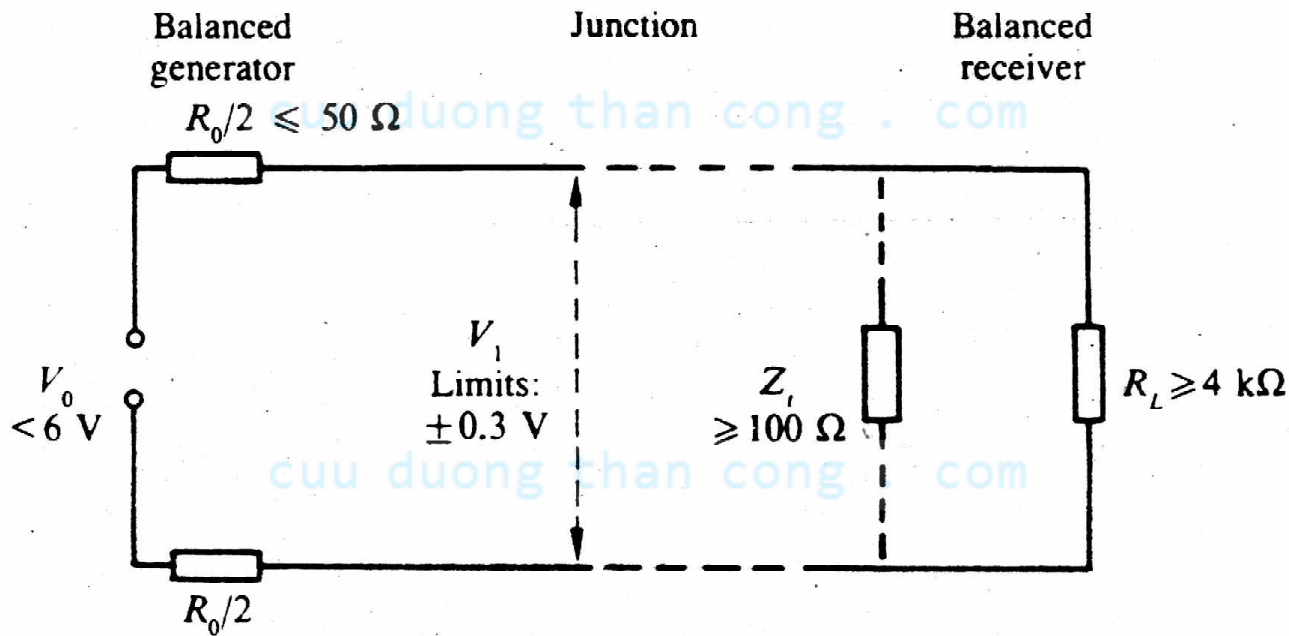 Balanced
generator
Junction
Balanced
receiver
cuu duong than cong . com
R₀/2 ⩽ 50 Ω
V₀
< 6 V
V₁
Limits:
±0.3 V
Zₜ
⩾ 100 Ω
R_L ⩾ 4 kΩ
cuu duong than cong . com
R₀/2